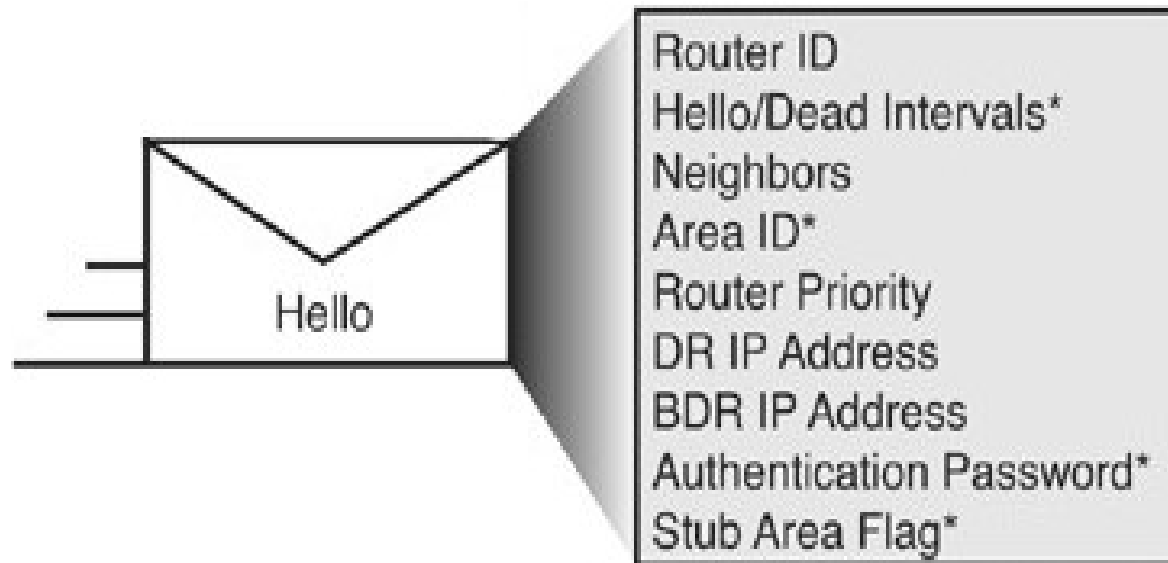 Hello
Router ID
Hello/Dead Intervals*
Neighbors
Area ID*
Router Priority
DR IP Address
BDR IP Address
Authentication Password*
Stub Area Flag*